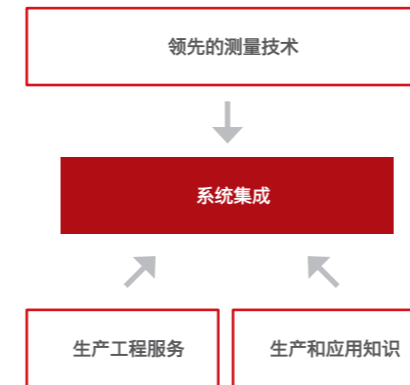 领先的测量技术
系统集成
生产工程服务
生产和应用知识